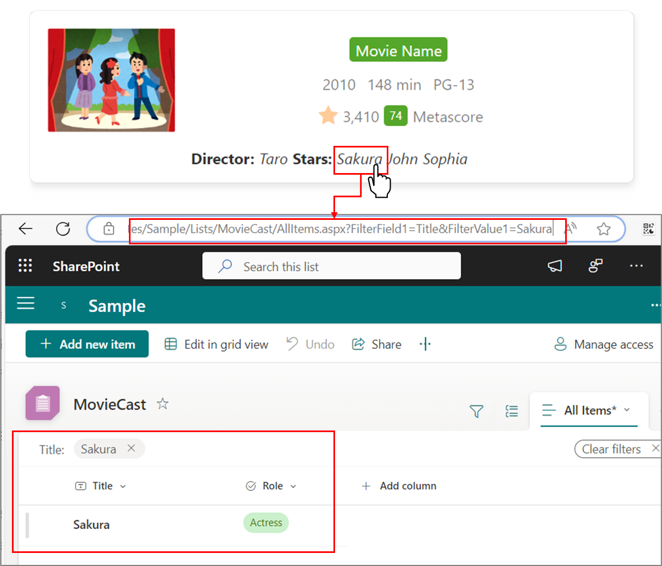 Movie Name
2010 148 min PG-13
3,410 74 Metascore
Director: Taro Stars: Sakura John Sophia
es/Sample/Lists/MovieCast/AllItems.aspx?FilterField1=Title&FilterValue1=Sakura
SharePoint
Search this list
S Sample
Add new item Edit in grid view Undo Share Manage access
MovieCast All Items*
Title: Sakura Clear filters
Title Role Add column
Sakura Actress